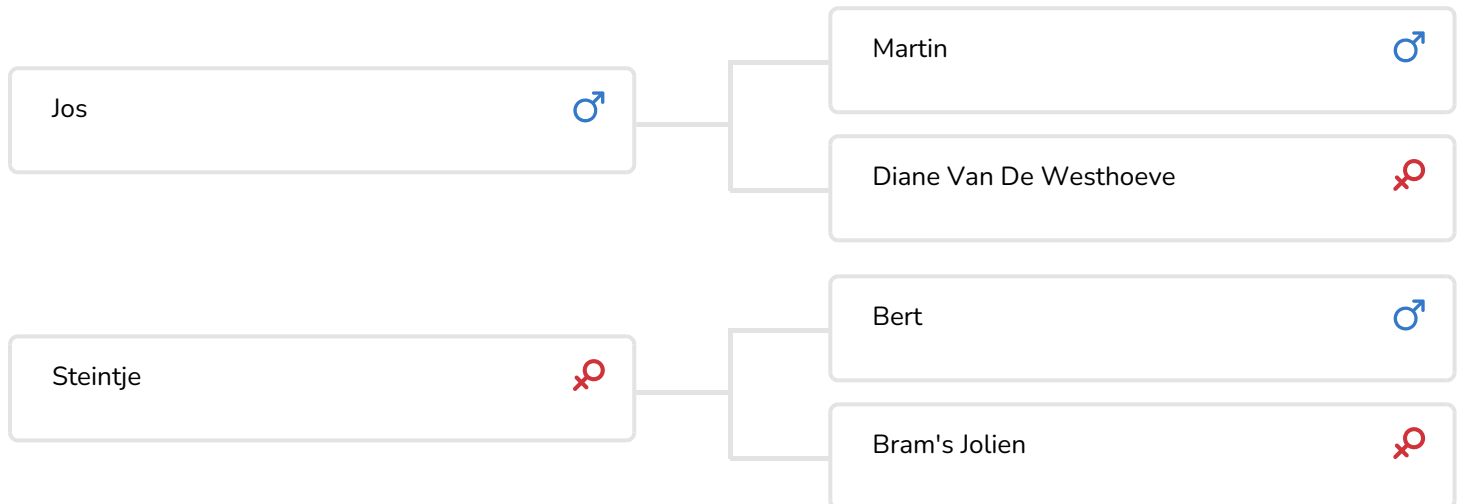 Martin
Jos
Diane Van De Westhoeve
Bert
Steintje
Bram's Jolien